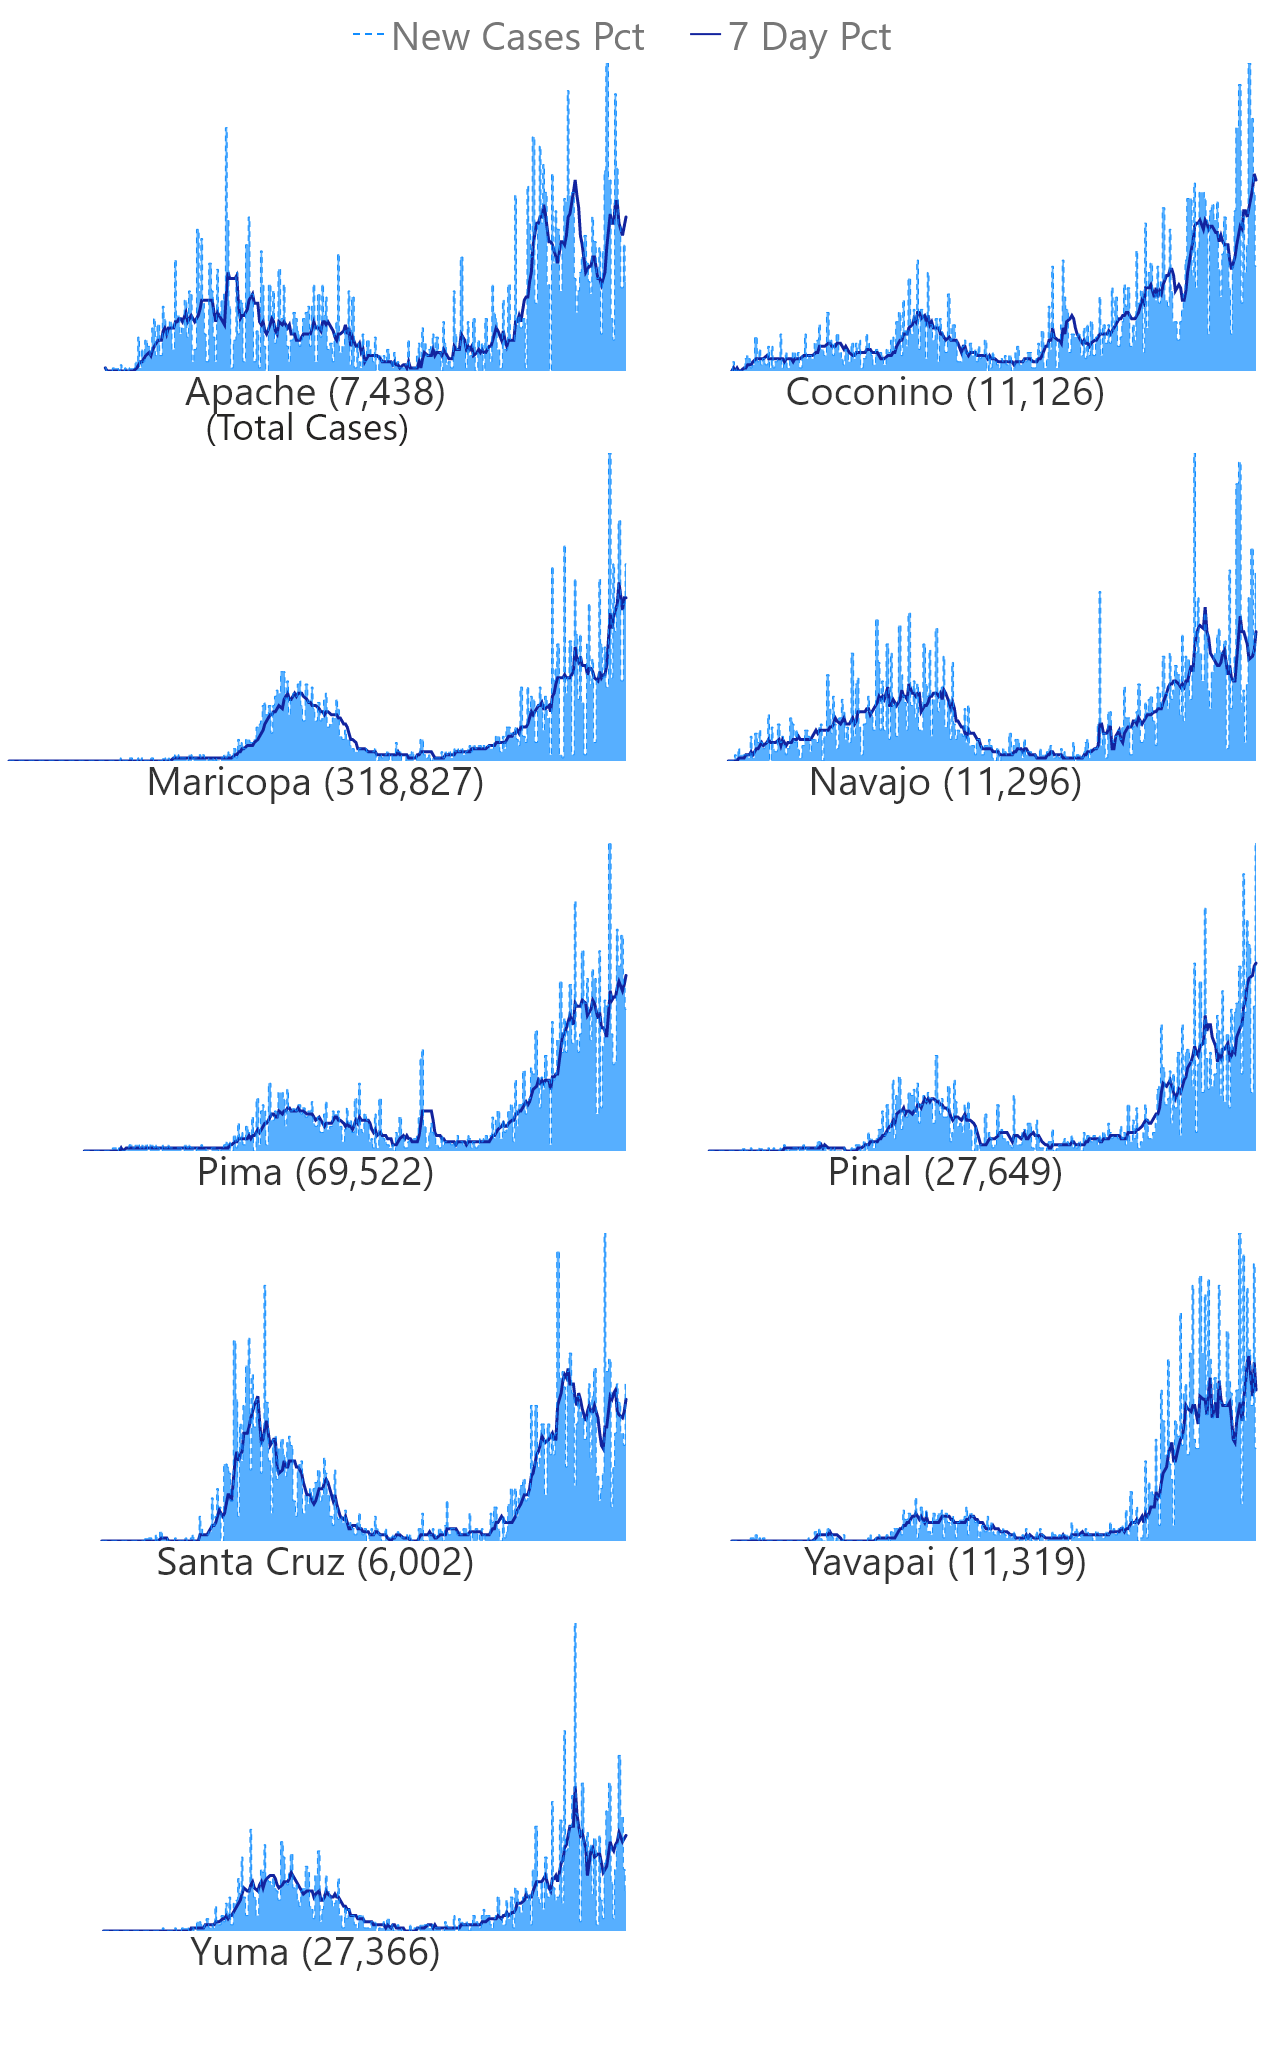 New Cases Pct 7 Day Pct
Apache (7,438) Coconino (11,126)
(Total Cases)
Maricopa (318,827) Navajo (11,296)
Pima (69,522) Pinal (27,649)
Santa Cruz (6,002) Yavapai (11,319)
Yuma (27,366)